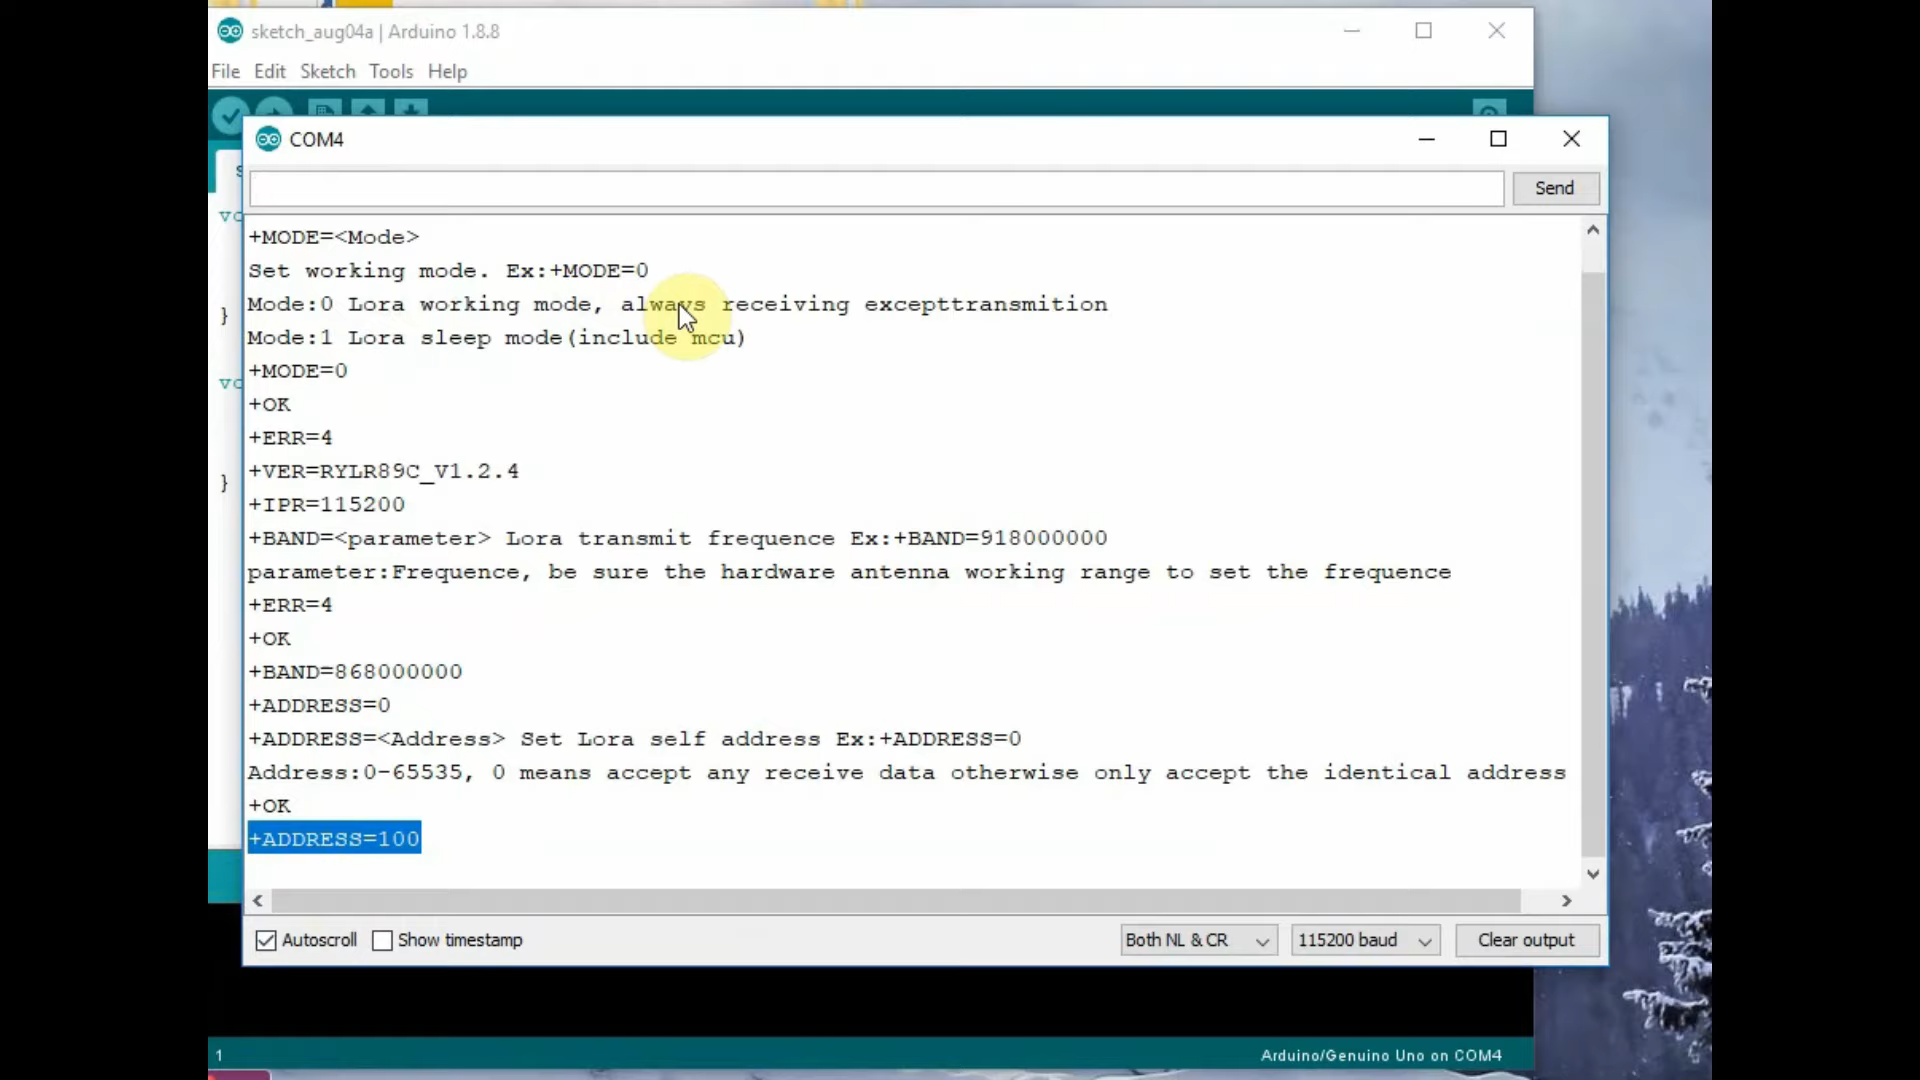 sketch_aug04a | Arduino 1.8.8
File Edit Sketch Tools Help
COM4
Send
+MODE=<Mode>
Set working mode. Ex:+MODE=0
Mode:0 Lora working mode, always receiving excepttransmition
Mode:1 Lora sleep mode(include mcu)
+MODE=0
+OK
+ERR=4
+VER=RYLR89C_V1.2.4
+IPR=115200
+BAND=<parameter> Lora transmit frequence Ex:+BAND=918000000
parameter:Frequence, be sure the hardware antenna working range to set the frequence
+ERR=4
+OK
+BAND=868000000
+ADDRESS=0
+ADDRESS=<Address> Set Lora self address Ex:+ADDRESS=0
Address:0-65535, 0 means accept any receive data otherwise only accept the identical address
+OK
+ADDRESS=100
}
}
Autoscroll Show timestamp Both NL & CR 115200 baud Clear output
1 Arduino/Genuino Uno on COM4